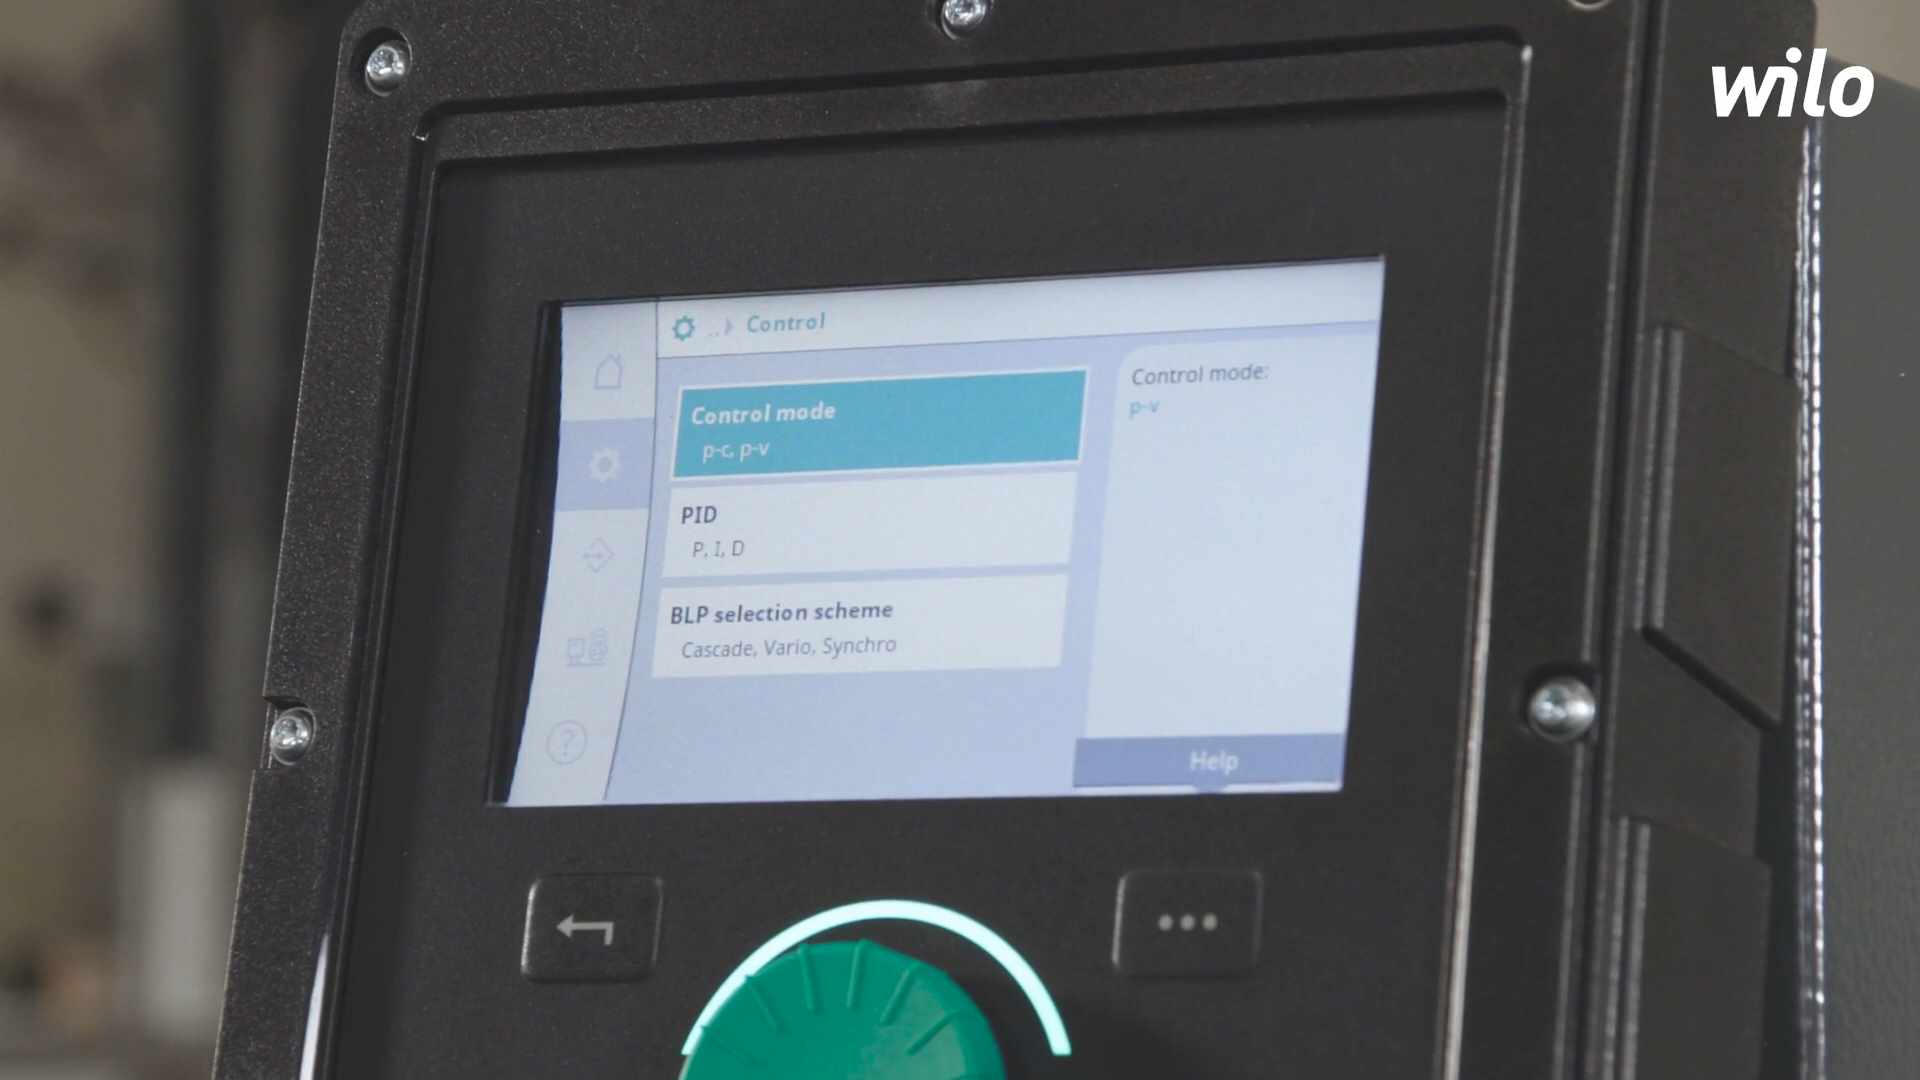 wilo
.. Control
Control mode
p-c, p-v
PID
P, I, D
BLP selection scheme
Cascade, Vario, Synchro
Control mode:
p-v
?
Help